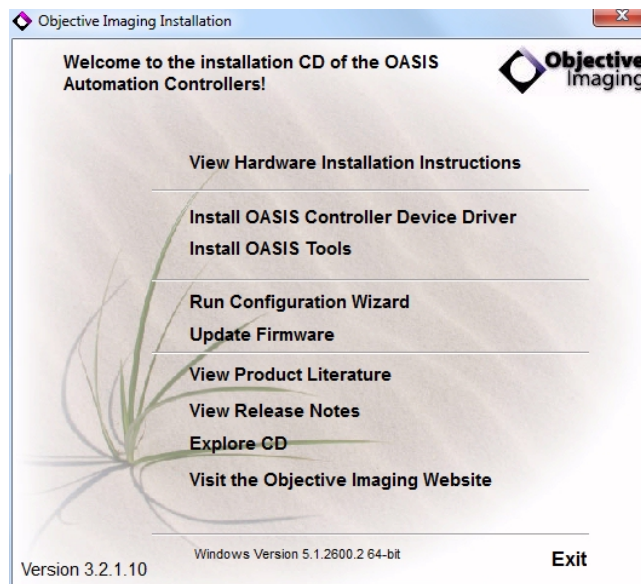 Objective Imaging Installation
Welcome to the installation CD of the OASIS
Automation Controllers!
Objective
Imaging
View Hardware Installation Instructions
Install OASIS Controller Device Driver
Install OASIS Tools
Run Configuration Wizard
Update Firmware
View Product Literature
View Release Notes
Explore CD
Visit the Objective Imaging Website
Version 3.2.1.10
Windows Version 5.1.2600.2 64-bit
Exit